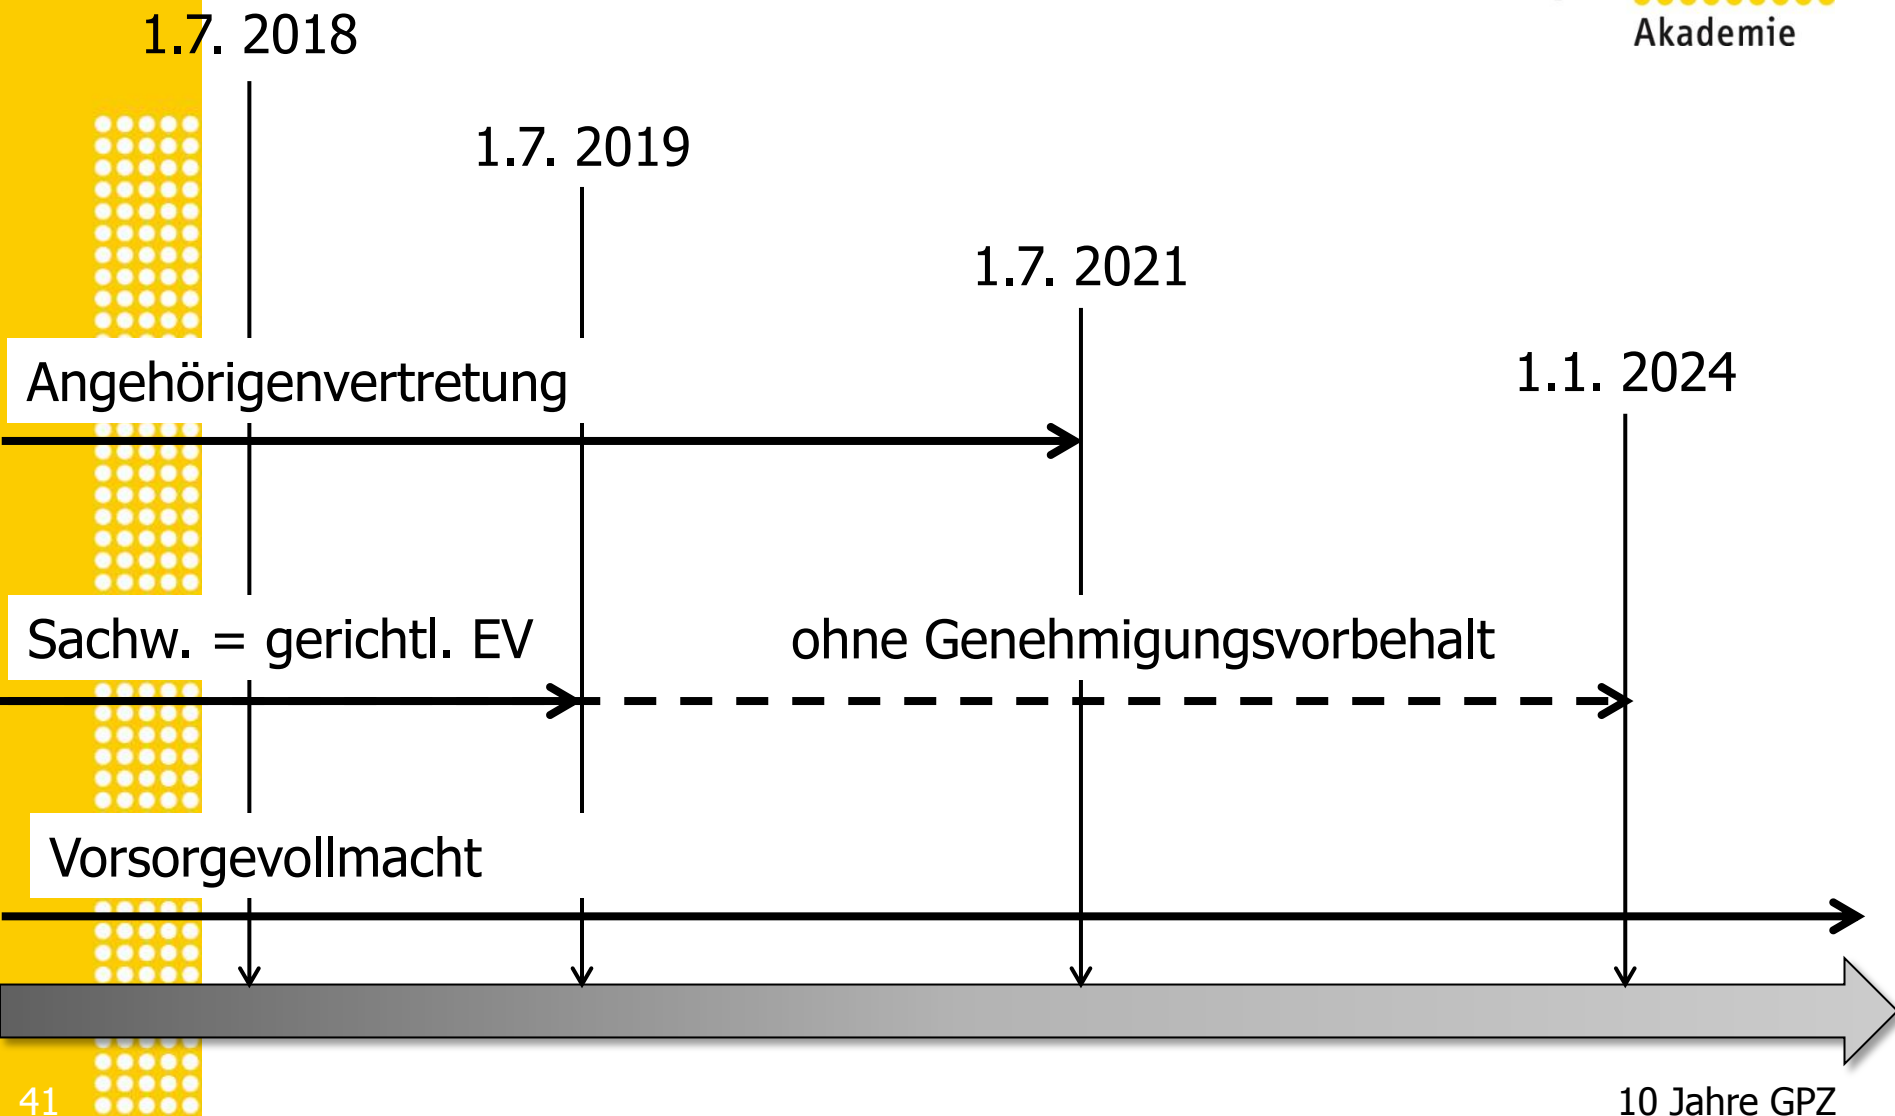 Akademie
1.7. 2018
1.7. 2019
1.7. 2021
1.1. 2024
Angehörigenvertretung
Sachw. = gerichtl. EV
ohne Genehmigungsvorbehalt
Vorsorgevollmacht
41
10 Jahre GPZ